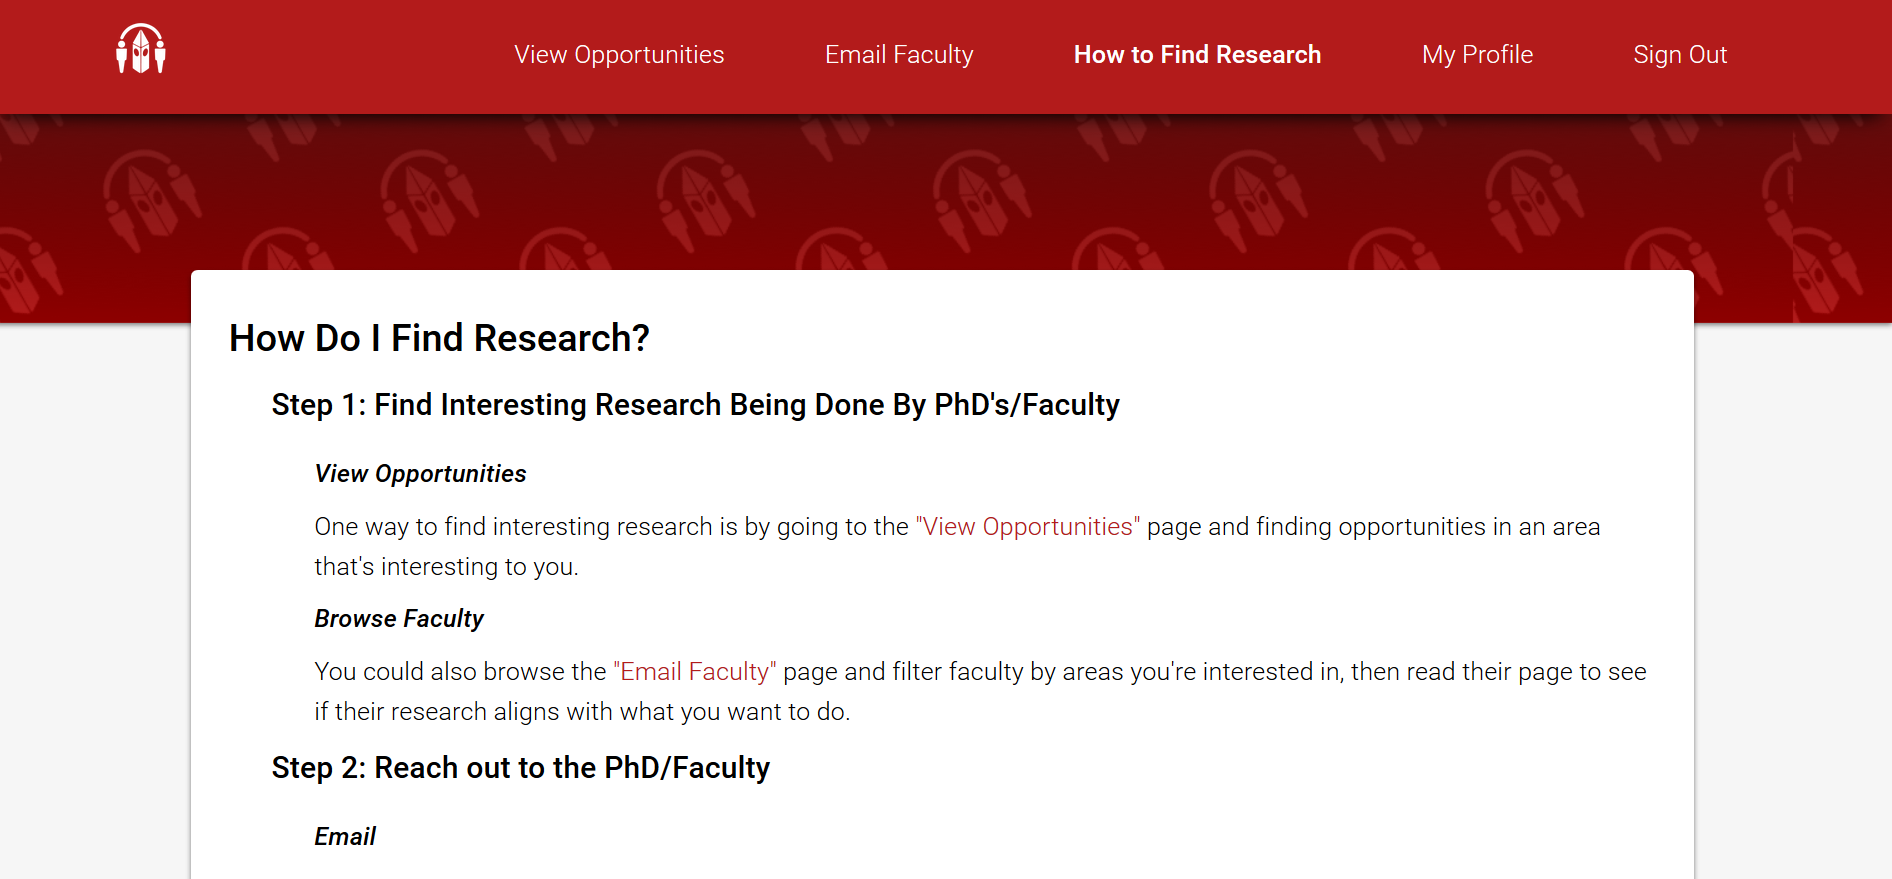 View Opportunities Email Faculty How to Find Research My Profile Sign Out
How Do I Find Research?
Step 1: Find Interesting Research Being Done By PhD's/Faculty
View Opportunities
One way to find interesting research is by going to the "View Opportunities" page and finding opportunities in an area
that's interesting to you.
Browse Faculty
You could also browse the "Email Faculty" page and filter faculty by areas you're interested in, then read their page to see
if their research aligns with what you want to do.
Step 2: Reach out to the PhD/Faculty
Email